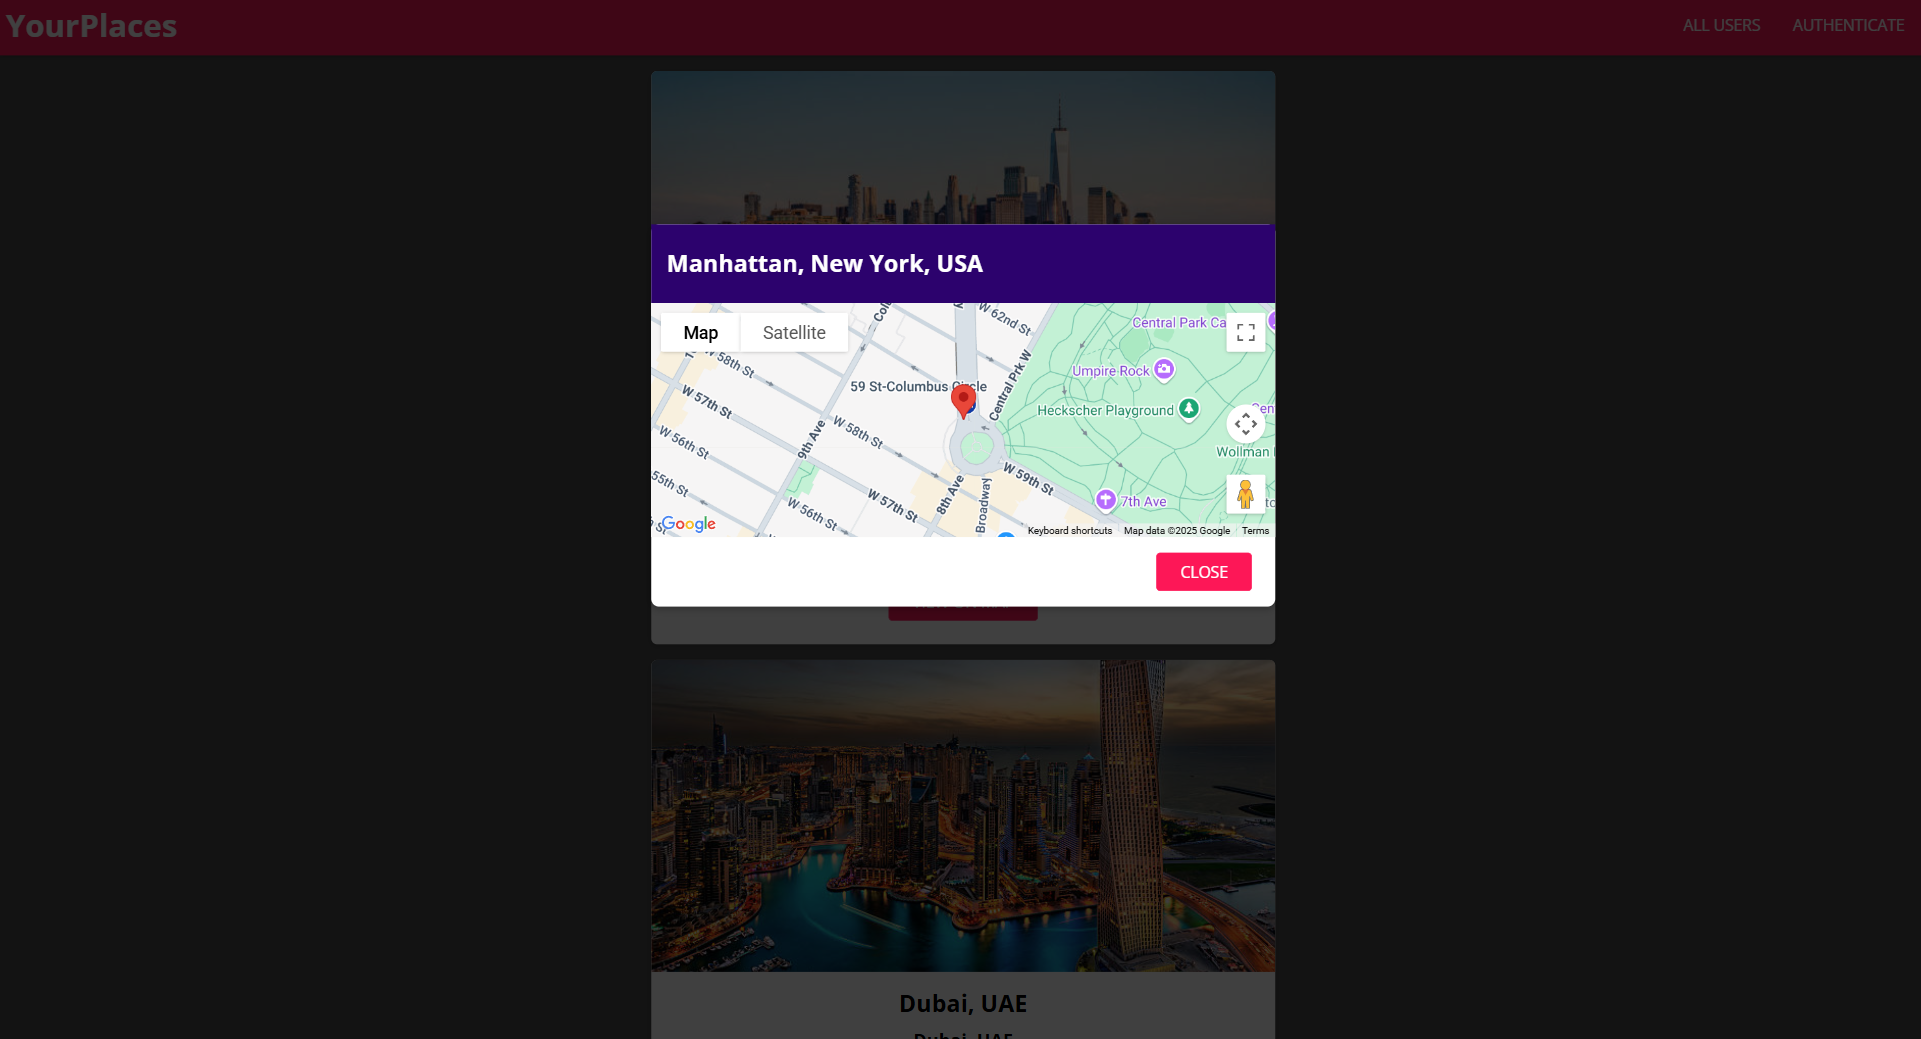 YourPlaces
ALL USERS
AUTHENTICATE
Manhattan, New York, USA
Map
Satellite
W 62nd St
Central Park Ca
W 58th St
59 St-Columbus Circle
Central Prk W
Umpire Rock
Heckscher Playground
Cen
W 57th St
W 58th St
9th Ave
W 56th St
Wollman
W 59th St
55th St
8th Ave
W 57th St
Broadway
7th Ave
W 56th St
Google
Keyboard shortcuts
Map data ©2025 Google
Terms
CLOSE
Dubai, UAE
Dubai, UAE